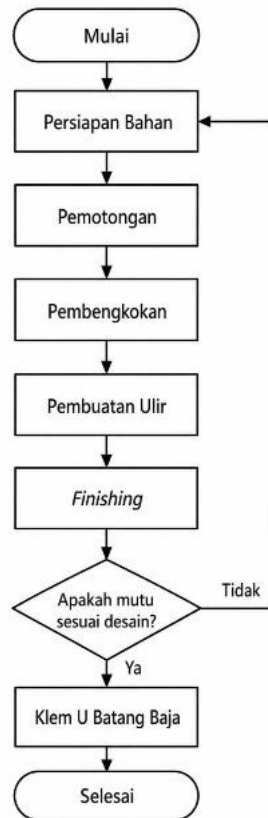 Mulai
Persiapan Bahan
Pemotongan
Pembengkokan
Pembuatan Ulir
Finishing
Apakah mutu
sesuai desain?
Tidak
Ya
Klem U Batang Baja
Selesai